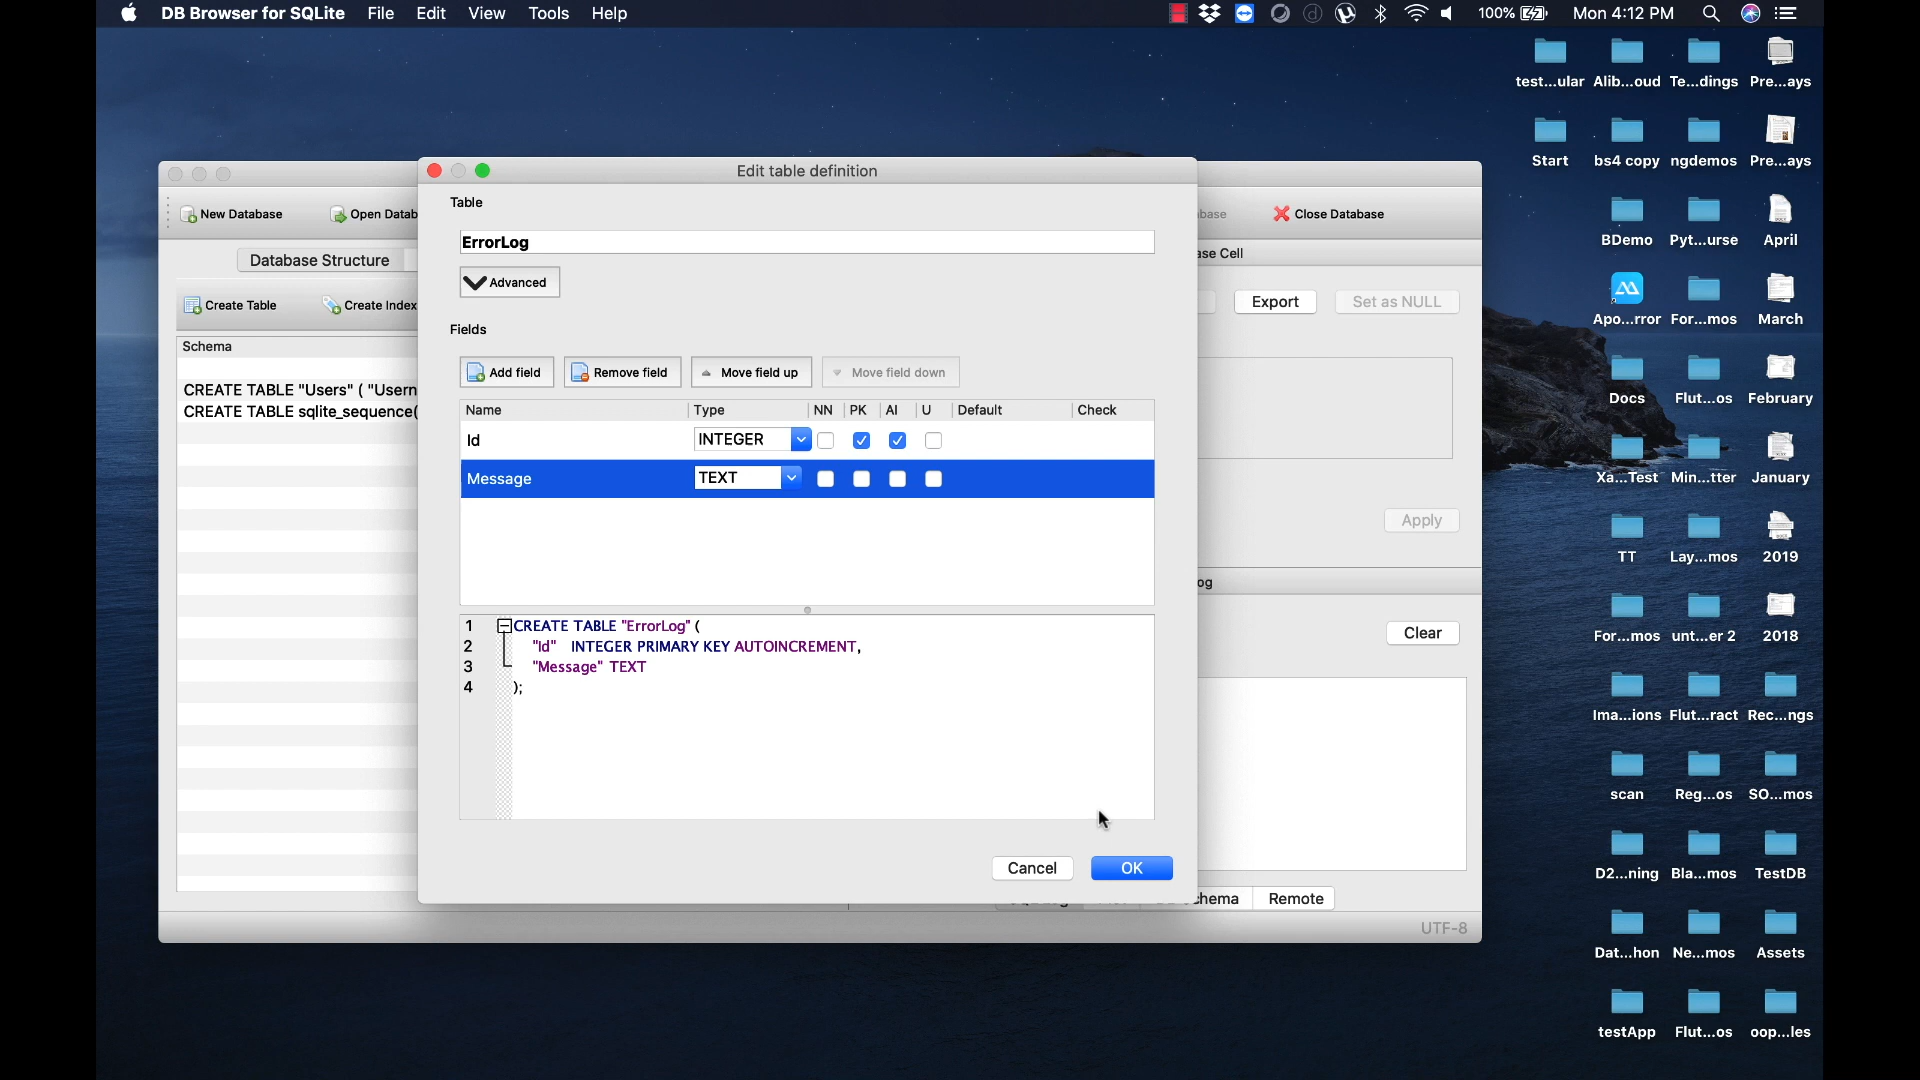 DB Browser for SQLite File Edit View Tools Help 100% Mon 4:12 PM
test...ular Alib...oud Te...dings Pre...ays
Start bs4 copy ngdemos Pre...ays
BDemo Pyt...urse April
Apo...rror For...mos March
Docs Flut...os February
Xa...Test Min...tter January
TT Lay...mos 2019
For...mos unt...er 2 2018
Ima...ions Flut...ract Rec...ngs
scan Reg...os SO...mos
D2...ning Bla...mos TestDB
Dat...hon Ne...mos Assets
testApp Flut...os oop...les
New Database Open Datab
base Close Database
Database Structure
ase Cell
Create Table Create Index
Export Set as NULL
Schema
CREATE TABLE "Users" ( "Usern
CREATE TABLE sqlite_sequence(
Apply
og
Clear
hema Remote
UTF-8
Edit table definition
Table
ErrorLog
Advanced
Fields
Add field Remove field Move field up Move field down
Name Type NN PK AI U Default Check
Id INTEGER
Message TEXT
1 CREATE TABLE "ErrorLog" (
2 "Id" INTEGER PRIMARY KEY AUTOINCREMENT,
3 "Message" TEXT
4 );
Cancel OK